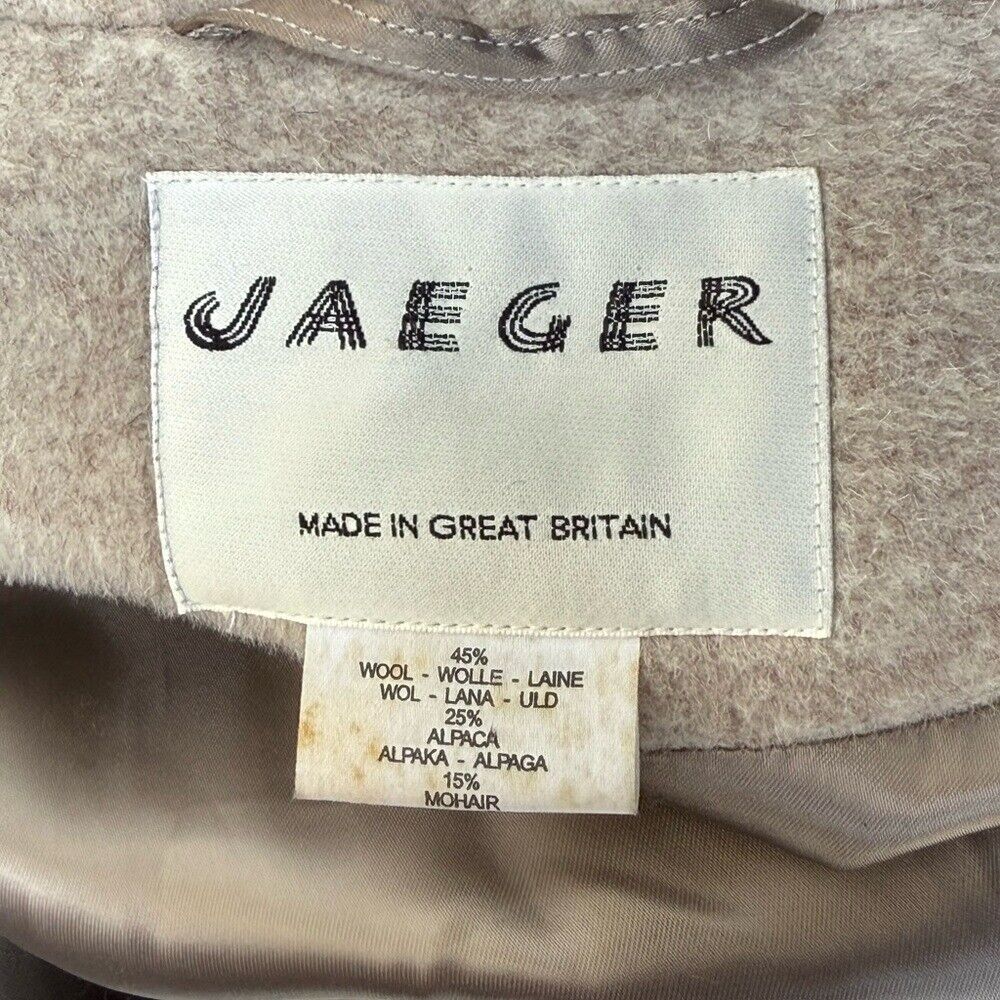 JAEGER
MADE IN GREAT BRITAIN
45%
WOOL - WOLLE - LAINE
WOL - LANA - ULD
25%
ALPACA
ALPAKA - ALPAGA
15%
MOHAIR